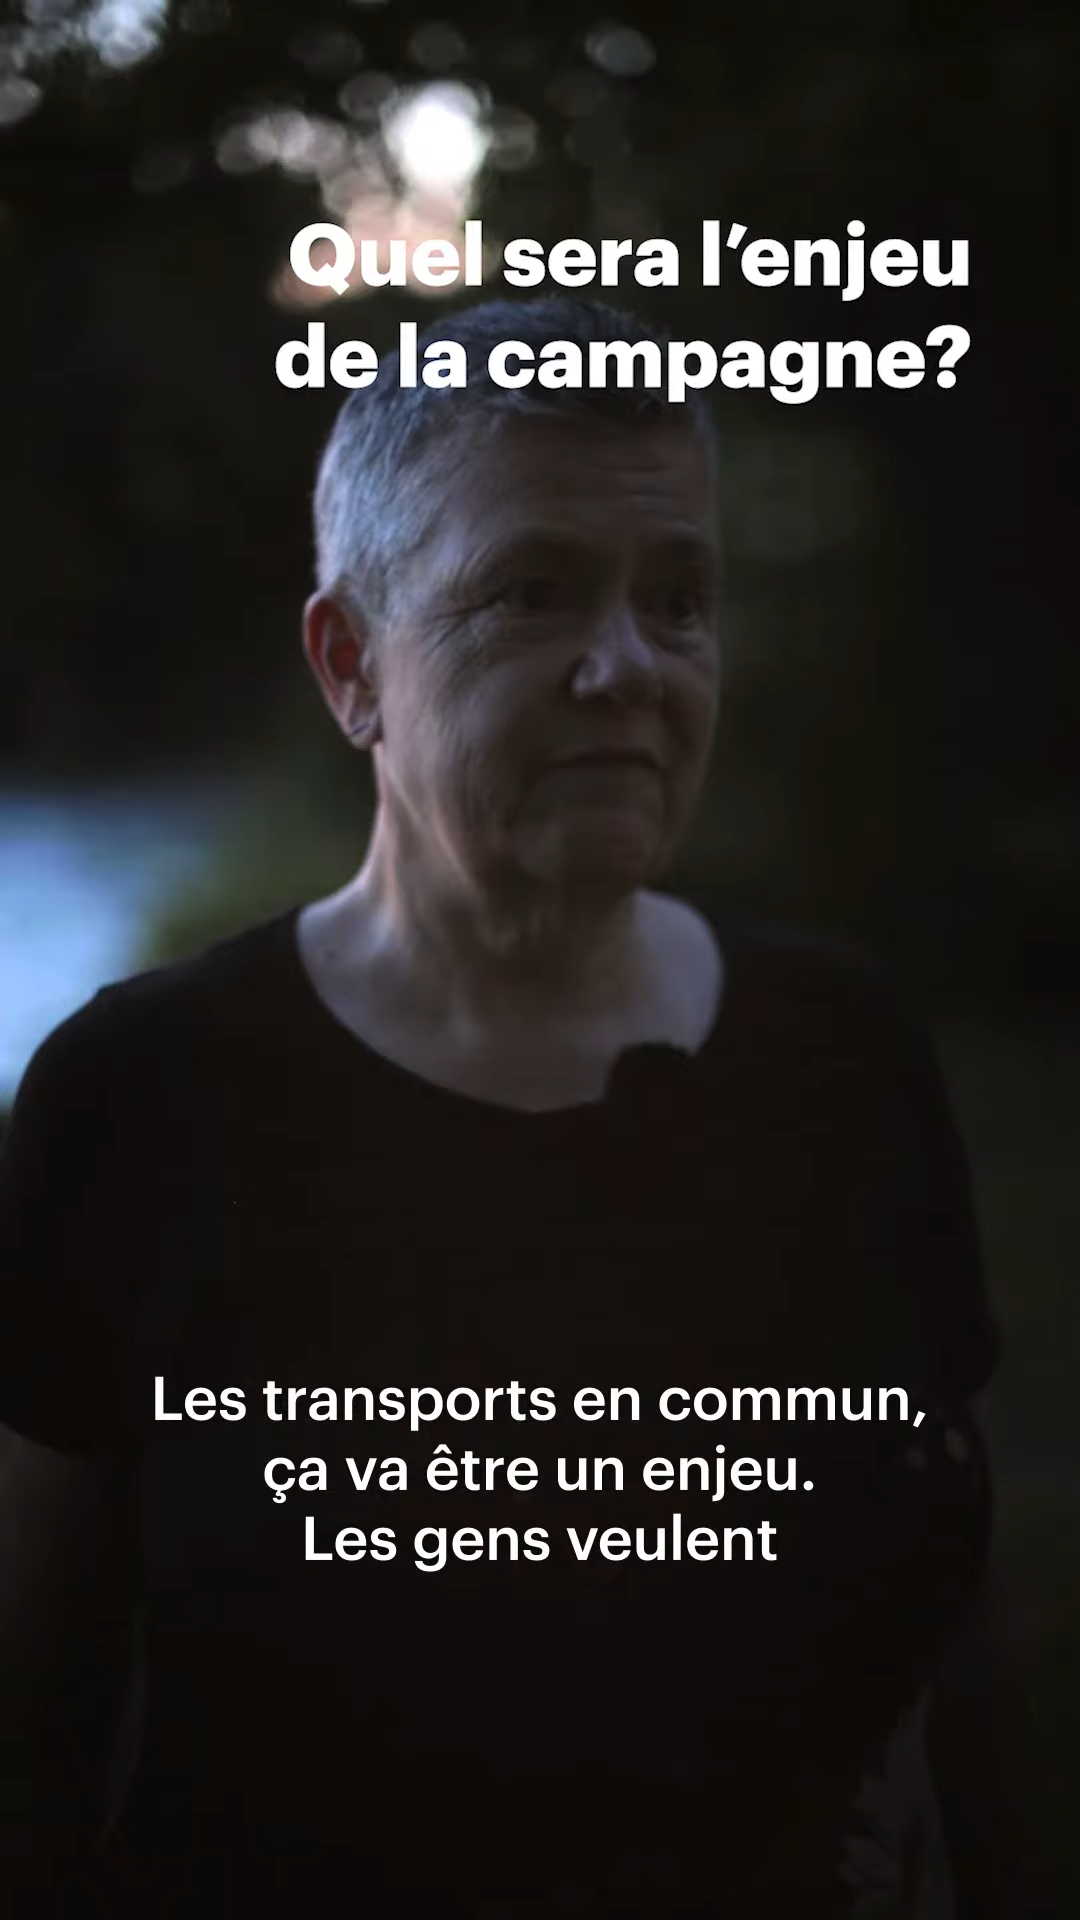 Quel sera l’enjeu
de la campagne?
Les transports en commun,
ça va être un enjeu.
Les gens veulent